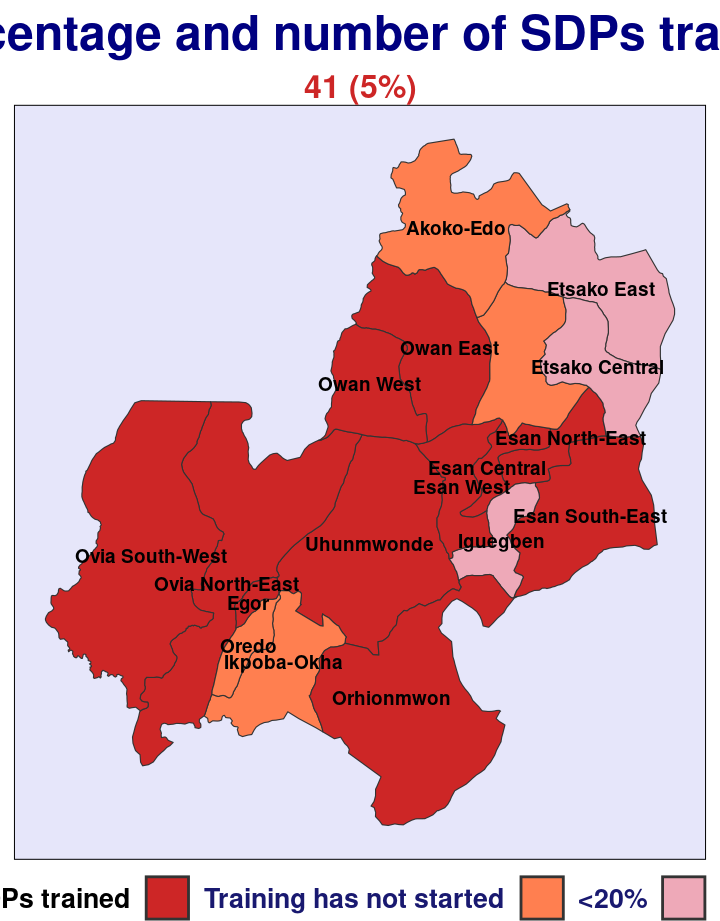 centage and number of SDPs tra
41 (5%)
Akoko-Edo
Etsako East
Owan East
Etsako Central
Owan West
Esan North-East
Esan Central
Esan West
Esan South-East
Iguegben
Uhunmwonde
Ovia South-West
Ovia North-East
Egor
Oredo
Ikpoba-Okha
Orhionmwon
Ps trained Training has not started <20%